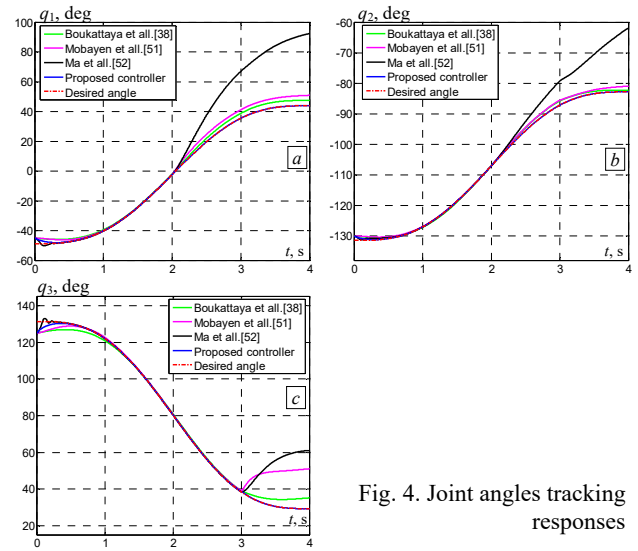 q1, deg
100
80
60
40
20
0
-20
-40
-60
0
1
2
3
4
t, s
Boukattaya et all.[38]
Mobayen et all.[51]
Ma et all.[52]
Proposed controller
Desired angle
a
q2, deg
-60
-70
-80
-90
-100
-110
-120
-130
0
1
2
3
4
t, s
Boukattaya et all.[38]
Mobayen et all.[51]
Ma et all.[52]
Proposed controller
Desired angle
b
q3, deg
140
120
100
80
60
40
20
0
1
2
3
4
t, s
Boukattaya et all.[38]
Mobayen et all.[51]
Ma et all.[52]
Proposed controller
Desired angle
c
Fig. 4. Joint angles tracking
responses